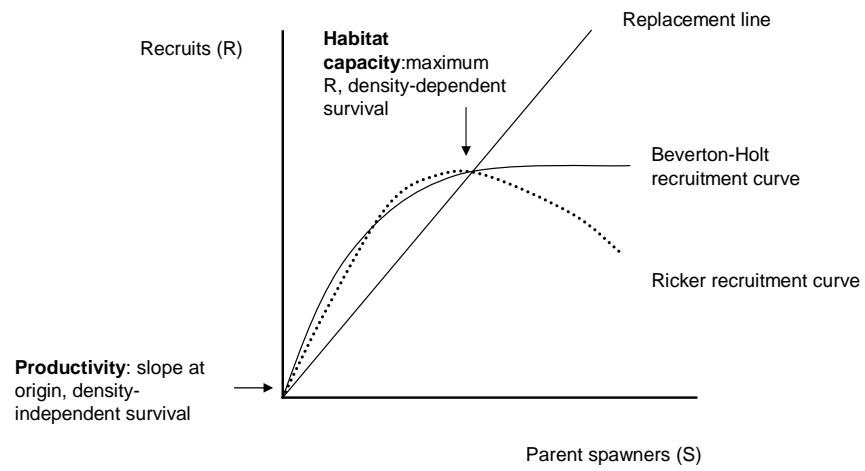 Replacement line
Habitat
capacity:maximum
R, density-dependent
survival
Recruits (R)
Beverton-Holt
recruitment curve
Ricker recruitment curve
Productivity: slope at
origin, density-
independent survival
Parent spawners (S)